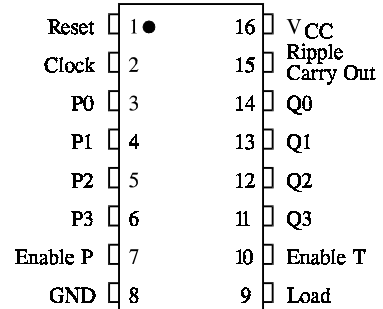 Reset 1 16 VCC
Clock 2 15 Ripple
Carry Out
P0 3 14 Q0
P1 4 13 Q1
P2 5 12 Q2
P3 6 11 Q3
Enable P 7 10 Enable T
GND 8 9 Load